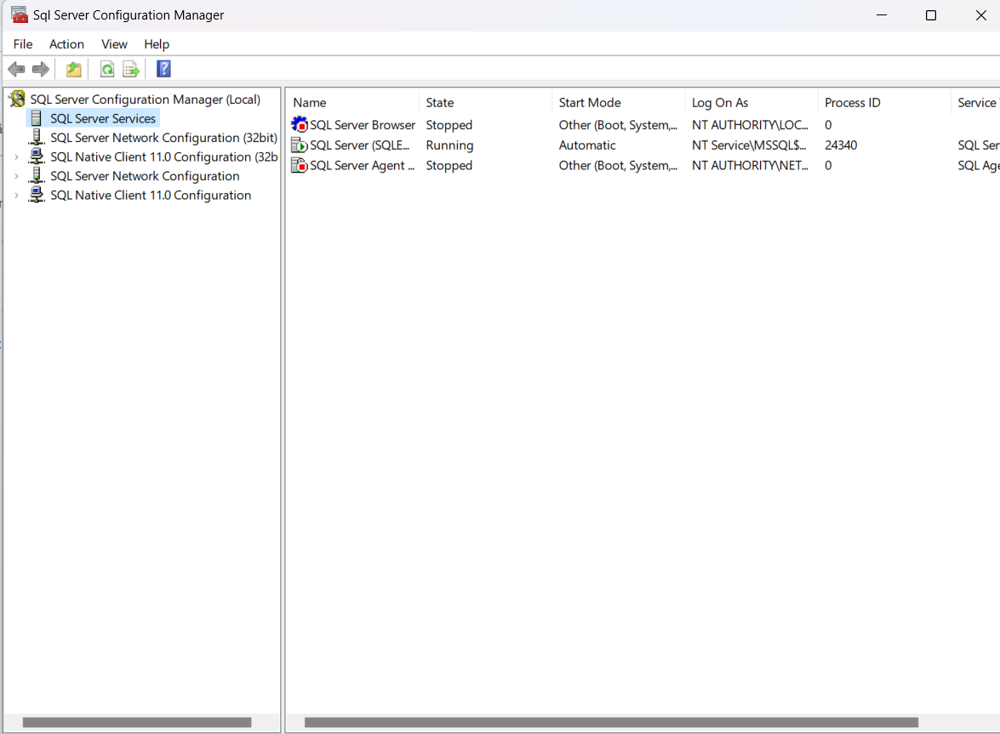 Sql Server Configuration Manager
File Action View Help
SQL Server Configuration Manager (Local)
SQL Server Services
SQL Server Network Configuration (32bit)
SQL Native Client 11.0 Configuration (32b
SQL Server Network Configuration
SQL Native Client 11.0 Configuration
Name State Start Mode Log On As Process ID Service
SQL Server Browser Stopped Other (Boot, System,... NT AUTHORITY\LOC... 0
SQL Server (SQLE... Running Automatic NT Service\MSSQL$... 24340 SQL Ser
SQL Server Agent ... Stopped Other (Boot, System,... NT AUTHORITY\NET... 0 SQL Age